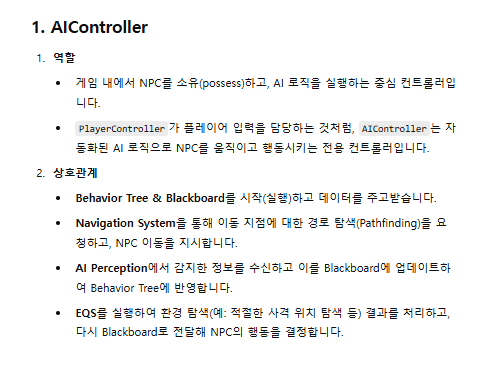 1. AIController
1. 역할
• 게임 내에서 NPC를 소유(possess)하고, AI 로직을 실행하는 중심 컨트롤러입
니다.
• PlayerController 가 플레이어 입력을 담당하는 것처럼, AIController 는 자
동화된 AI 로직으로 NPC를 움직이고 행동시키는 전용 컨트롤러입니다.
2. 상호관계
• Behavior Tree & Blackboard를 시작(실행)하고 데이터를 주고받습니다.
• Navigation System을 통해 이동 지점에 대한 경로 탐색(Pathfinding)을 요
청하고, NPC 이동을 지시합니다.
• AI Perception에서 감지한 정보를 수신하고 이를 Blackboard에 업데이트하
여 Behavior Tree에 반영합니다.
• EQS를 실행하여 환경 탐색(예: 적절한 사격 위치 탐색 등) 결과를 처리하고,
다시 Blackboard로 전달해 NPC의 행동을 결정합니다.